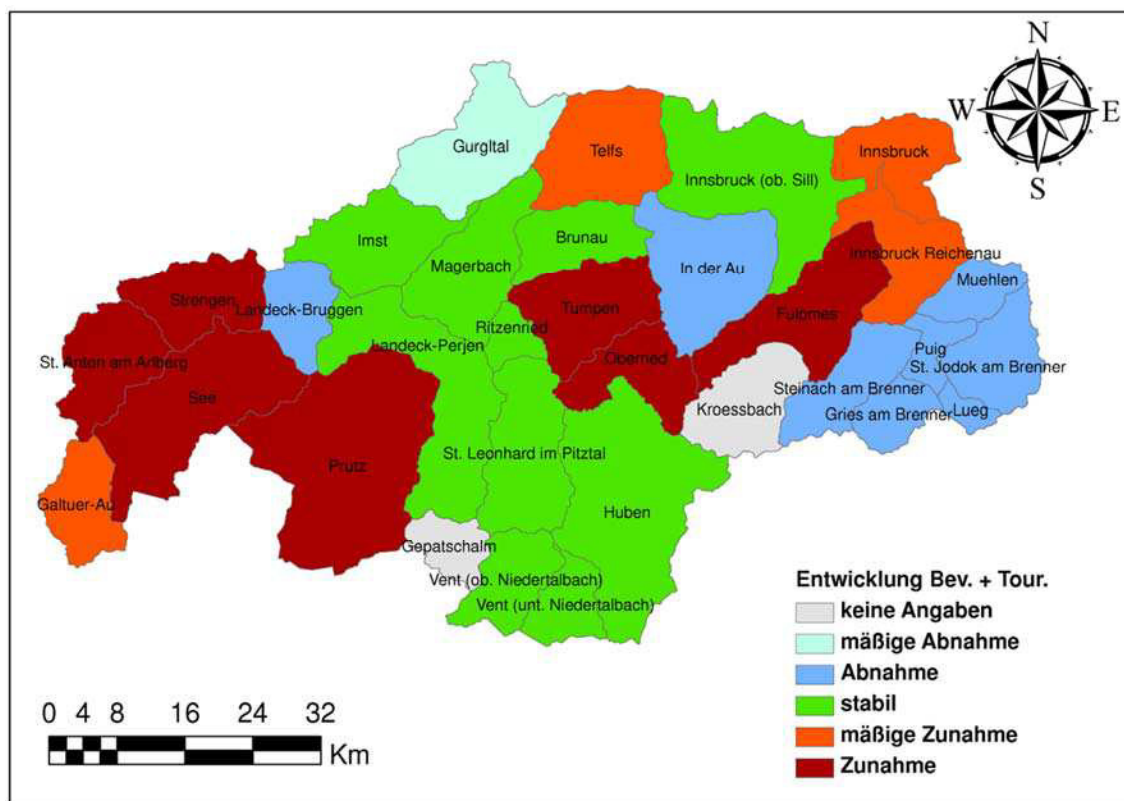 N
W
E
S
Gurgltal
Telfs
Innsbruck
Innsbruck (ob. Sill)
Imst
Brunau
Magerbach
Innsbruck Reichenau
In der Au
Muehlen
Strengen
Landeck-Bruggen
Tumpen
Fulpmes
Ritzenried
Landeck-Perjen
Puig
St. Anton am Arlberg
Oberried
St. Jodok am Brenner
See
Steinach am Brenner
Kroessbach
Gries am Brenner
Lueg
St. Leonhard im Pitztal
Prutz
Galtuer-Au
Huben
Gepatschalm
Vent (ob. Niedertalbach)
Vent (unt. Niedertalbach)
Entwicklung Bev. + Tour.
keine Angaben
mäßige Abnahme
Abnahme
stabil
mäßige Zunahme
Zunahme
0 4 8 16 24 32
Km